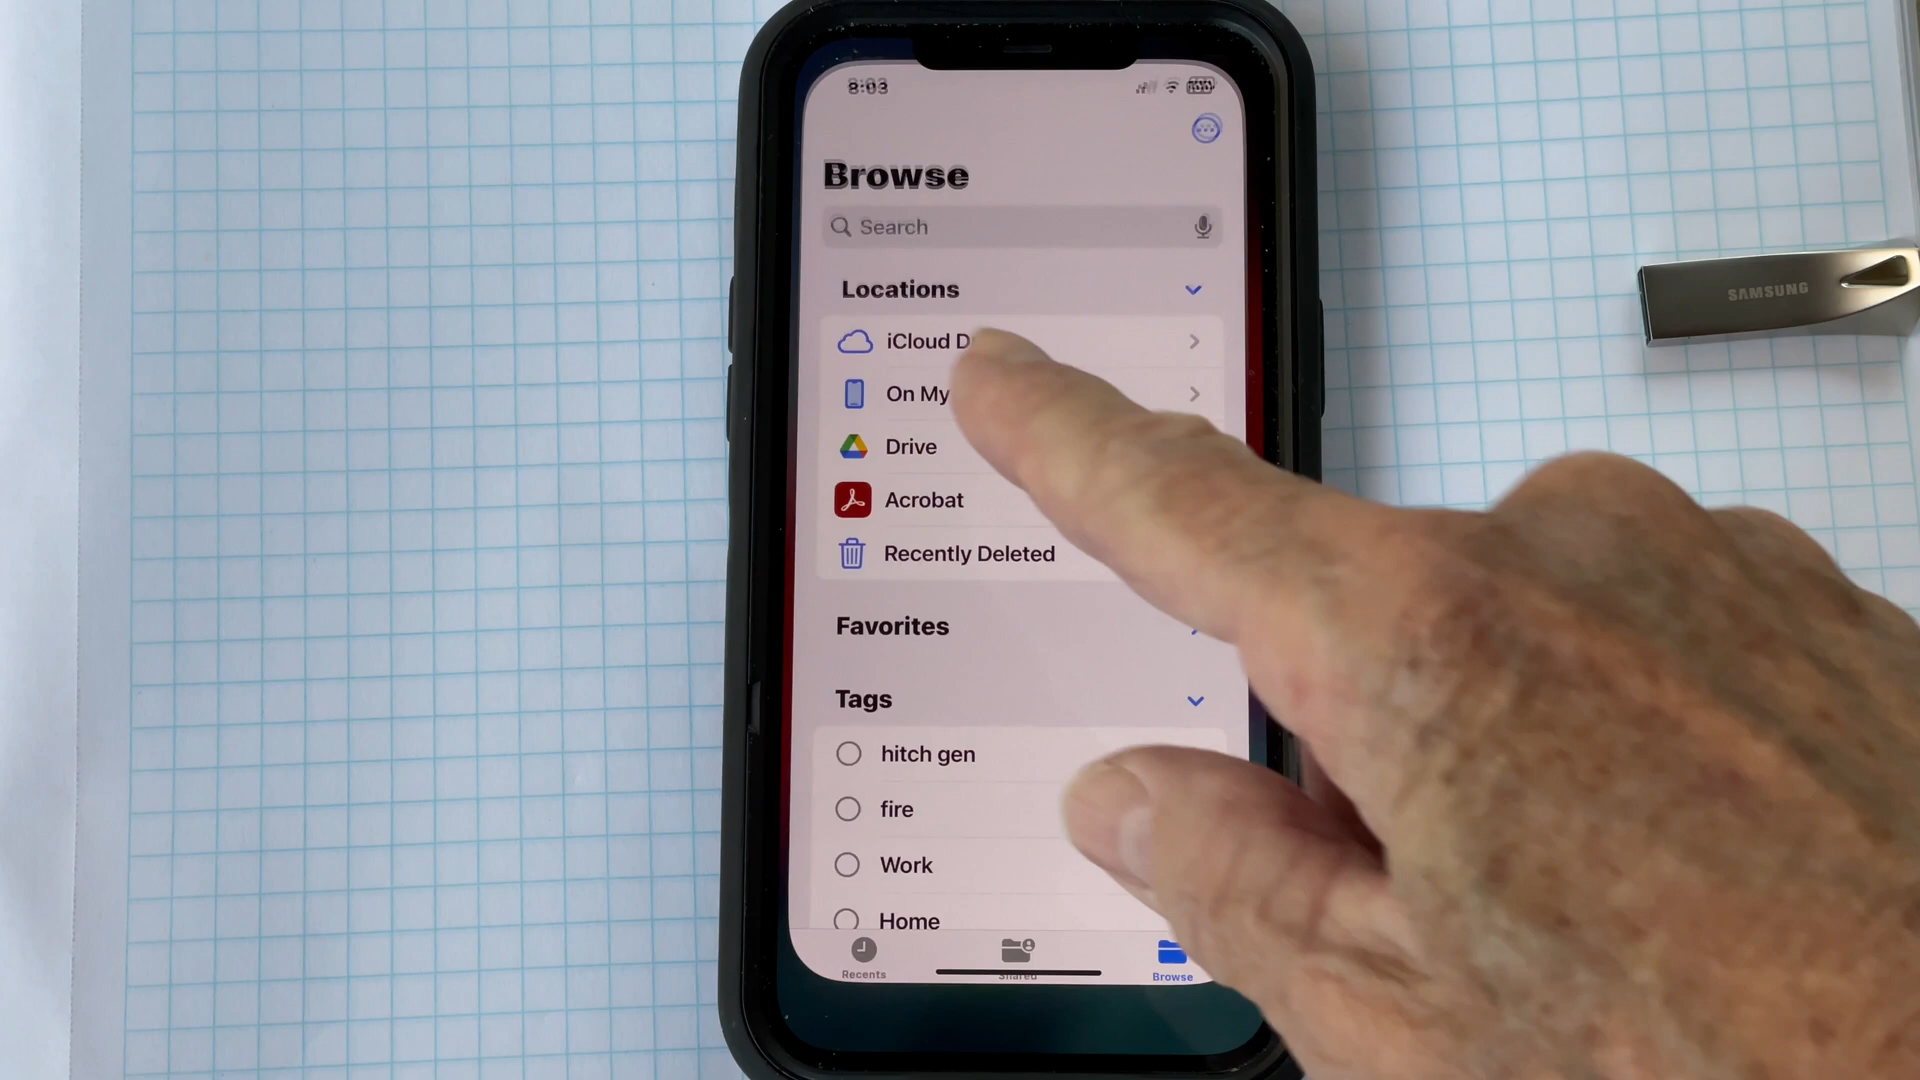 8:03
Browse
Search
Locations
iCloud D
On My
Drive
Acrobat
Recently Deleted
Favorites
Tags
hitch gen
fire
Work
Home
Recents
Shared
Browse
SAMSUNG